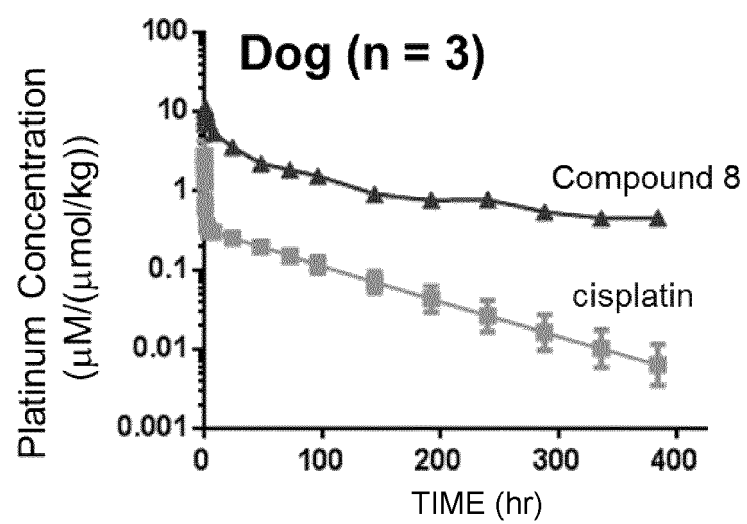 Dog (n = 3)
Platinum Concentration
(μM/(μmol/kg))
100
10
1
0.1
0.01
0.001
Compound 8
cisplatin
0
100
200
300
400
TIME (hr)